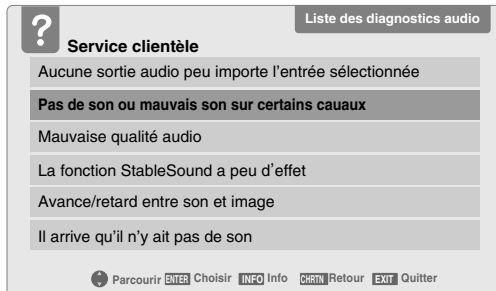 Liste des diagnostics audio
?
Service clientèle
Aucune sortie audio peu importe l'entrée sélectionnée
Pas de son ou mauvais son sur certains cauaux
Mauvaise qualité audio
La fonction StableSound a peu d'effet
Avance/retard entre son et image
Il arrive qu'il n'y ait pas de son
Parcourir ENTER Choisir INFO Info CHRTN Retour EXIT Quitter